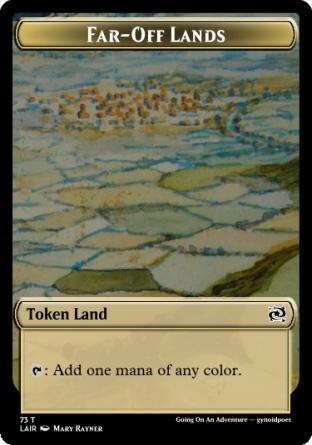 Far-Off Lands
Token Land
: Add one mana of any color.
73 T
LAIR Mary Rayner
Going On An Adventure — gynoidpoet